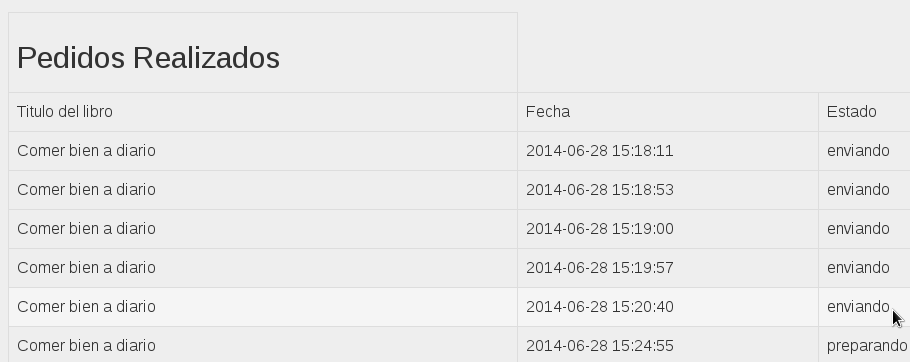 Pedidos Realizados
Titulo del libro Fecha Estado
Comer bien a diario 2014-06-28 15:18:11 enviando
Comer bien a diario 2014-06-28 15:18:53 enviando
Comer bien a diario 2014-06-28 15:19:00 enviando
Comer bien a diario 2014-06-28 15:19:57 enviando
Comer bien a diario 2014-06-28 15:20:40 enviando
Comer bien a diario 2014-06-28 15:24:55 preparando